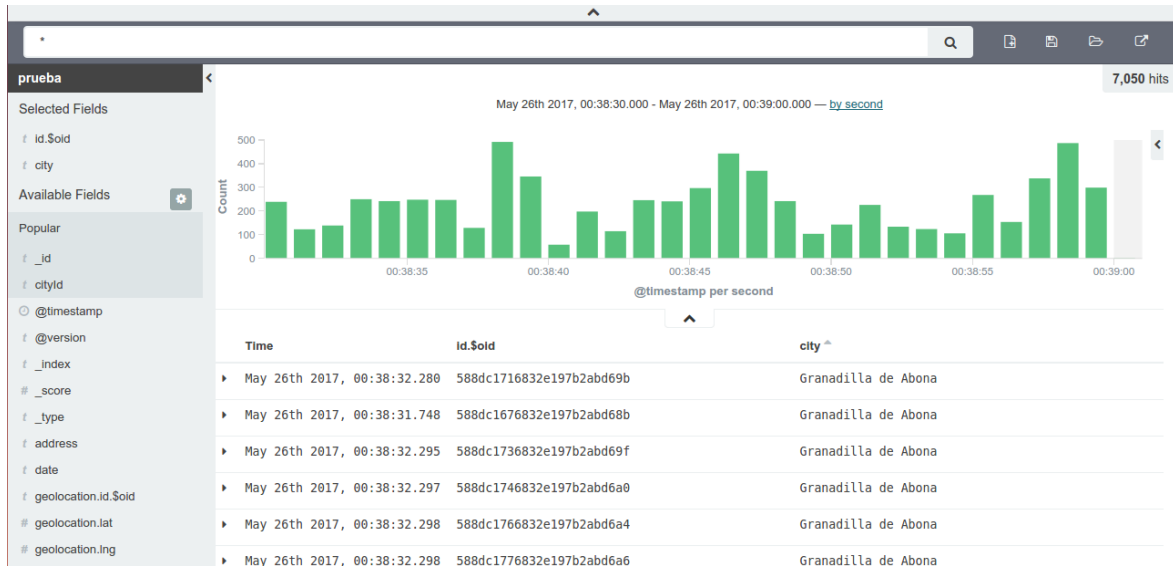 *
prueba
7,050 hits
Selected Fields
t id.$oid
t city
Available Fields
Popular
t _id
t cityId
@timestamp
t @version
t _index
# _score
t _type
t address
t date
t geolocation.id.$oid
# geolocation.lat
# geolocation.lng
May 26th 2017, 00:38:30.000 - May 26th 2017, 00:39:00.000 — by second
Count
500
400
300
200
100
0
00:38:35 00:38:40 00:38:45 00:38:50 00:38:55 00:39:00
@timestamp per second
Time id.$oid city
May 26th 2017, 00:38:32.280 588dc1716832e197b2abd69b Granadilla de Abona
May 26th 2017, 00:38:31.748 588dc1676832e197b2abd68b Granadilla de Abona
May 26th 2017, 00:38:32.295 588dc1736832e197b2abd69f Granadilla de Abona
May 26th 2017, 00:38:32.297 588dc1746832e197b2abd6a0 Granadilla de Abona
May 26th 2017, 00:38:32.298 588dc1766832e197b2abd6a4 Granadilla de Abona
May 26th 2017, 00:38:32.298 588dc1776832e197b2abd6a6 Granadilla de Abona